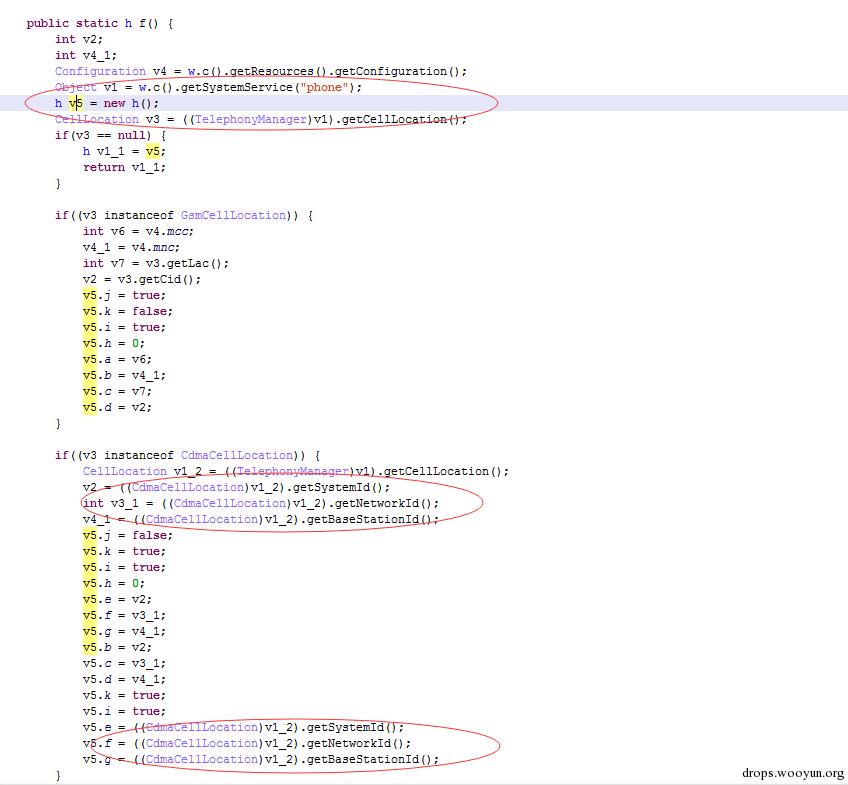 public static h f() {
int v2;
int v4_1;
Configuration v4 = w.c().getResources().getConfiguration();
Object v1 = w.c().getSystemService("phone");
h v5 = new h();
CellLocation v3 = ((TelephonyManager)v1).getCellLocation();
if(v3 == null) {
h v1_1 = v5;
return v1_1;
}
if((v3 instanceof GsmCellLocation)) {
int v6 = v4.mcc;
v4_1 = v4.mnc;
int v7 = v3.getLac();
v2 = v3.getCid();
v5.j = true;
v5.k = false;
v5.i = true;
v5.h = 0;
v5.a = v6;
v5.b = v4_1;
v5.c = v7;
v5.d = v2;
}
if((v3 instanceof CdmaCellLocation)) {
CellLocation v1_2 = ((TelephonyManager)v1).getCellLocation();
v2 = ((CdmaCellLocation)v1_2).getSystemId();
int v3_1 = ((CdmaCellLocation)v1_2).getNetworkId();
v4_1 = ((CdmaCellLocation)v1_2).getBaseStationId();
v5.j = false;
v5.k = true;
v5.i = true;
v5.h = 0;
v5.e = v2;
v5.f = v3_1;
v5.g = v4_1;
v5.b = v2;
v5.c = v3_1;
v5.d = v4_1;
v5.k = true;
v5.i = true;
v5.e = ((CdmaCellLocation)v1_2).getSystemId();
v5.f = ((CdmaCellLocation)v1_2).getNetworkId();
v5.g = ((CdmaCellLocation)v1_2).getBaseStationId();
}
drops.wooyun.org